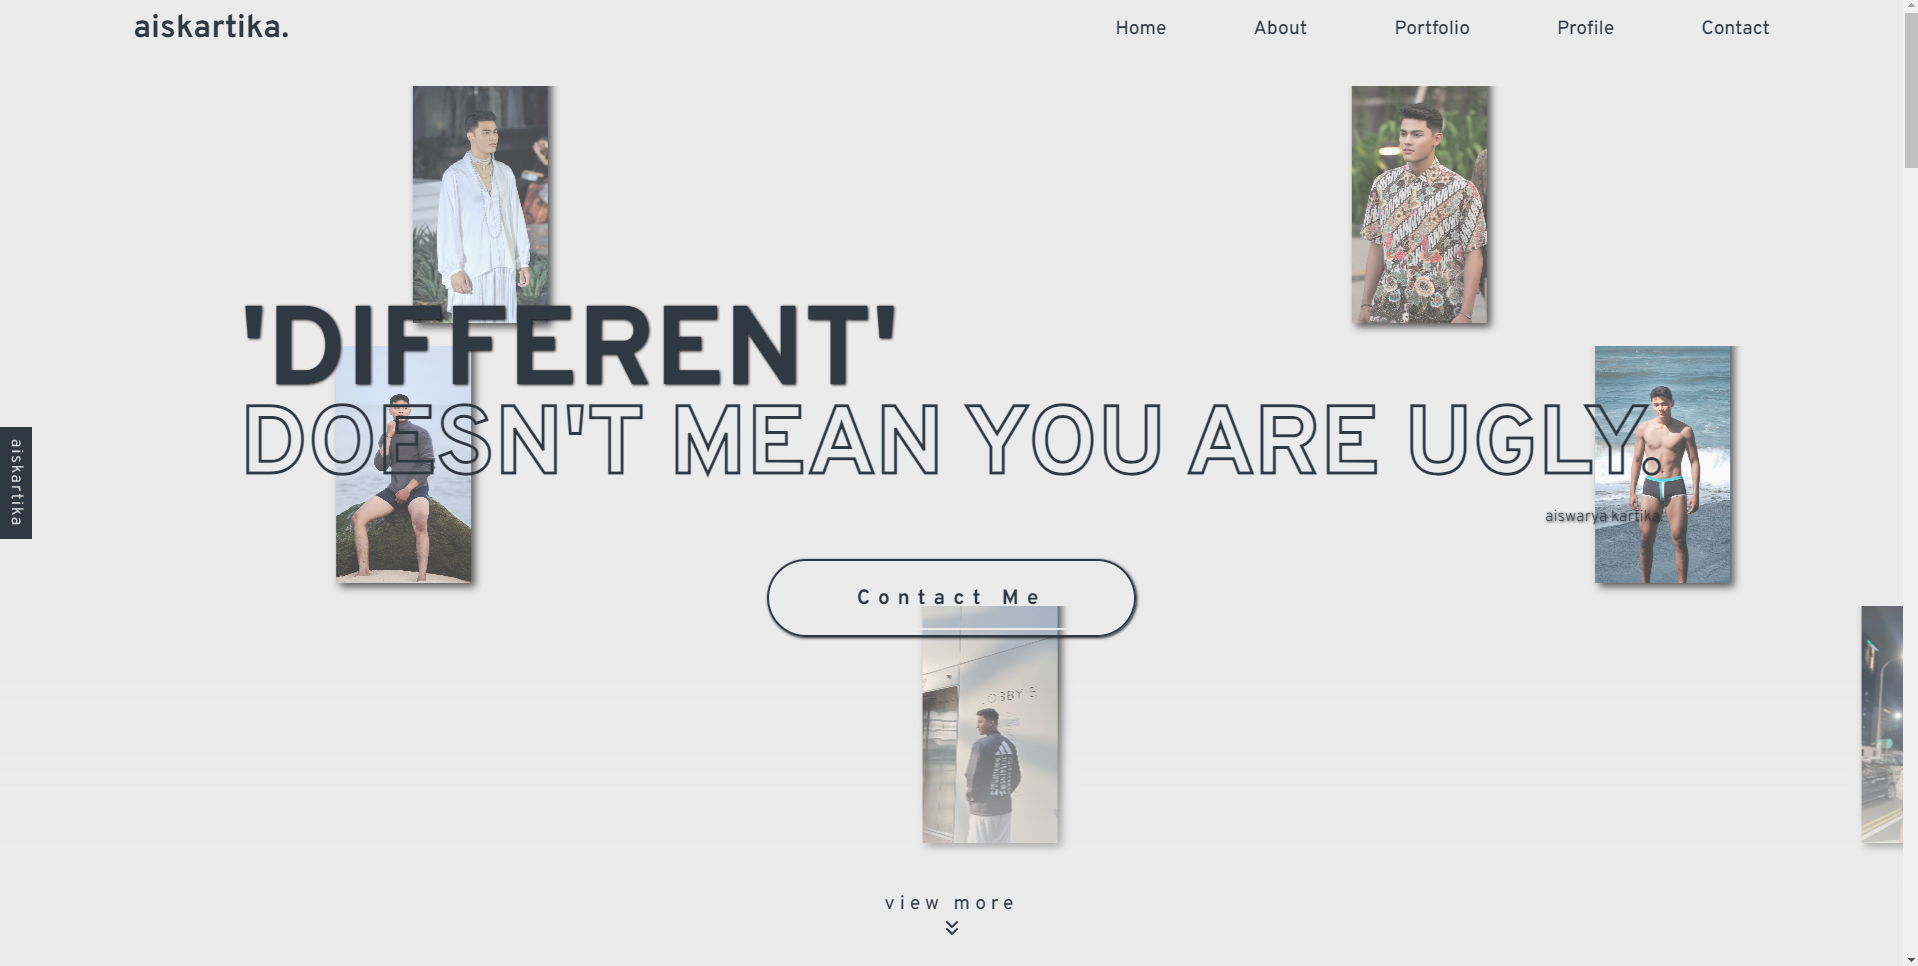 aiskartika.
Home About Portfolio Profile Contact
'DIFFERENT'
DOESN'T MEAN YOU ARE UGLY.
aiskartika
aiswarya kartika.
Contact Me
LOBBY
view more